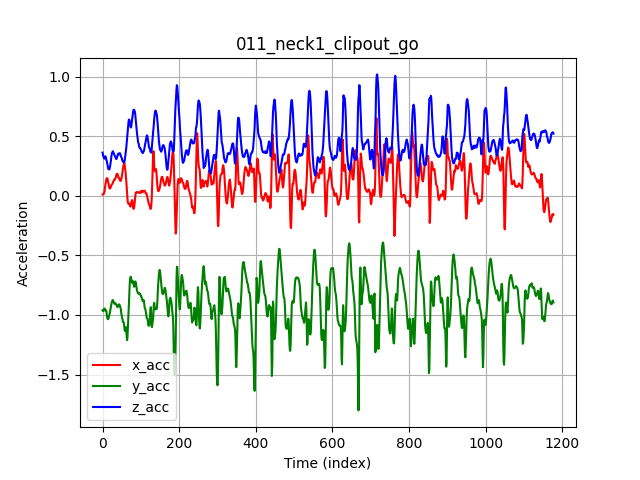 011_neck1_clipout_go
1.0
0.5
0.0
−0.5
−1.0
−1.5
Acceleration
x_acc
y_acc
z_acc
0 200 400 600 800 1000 1200
Time (index)